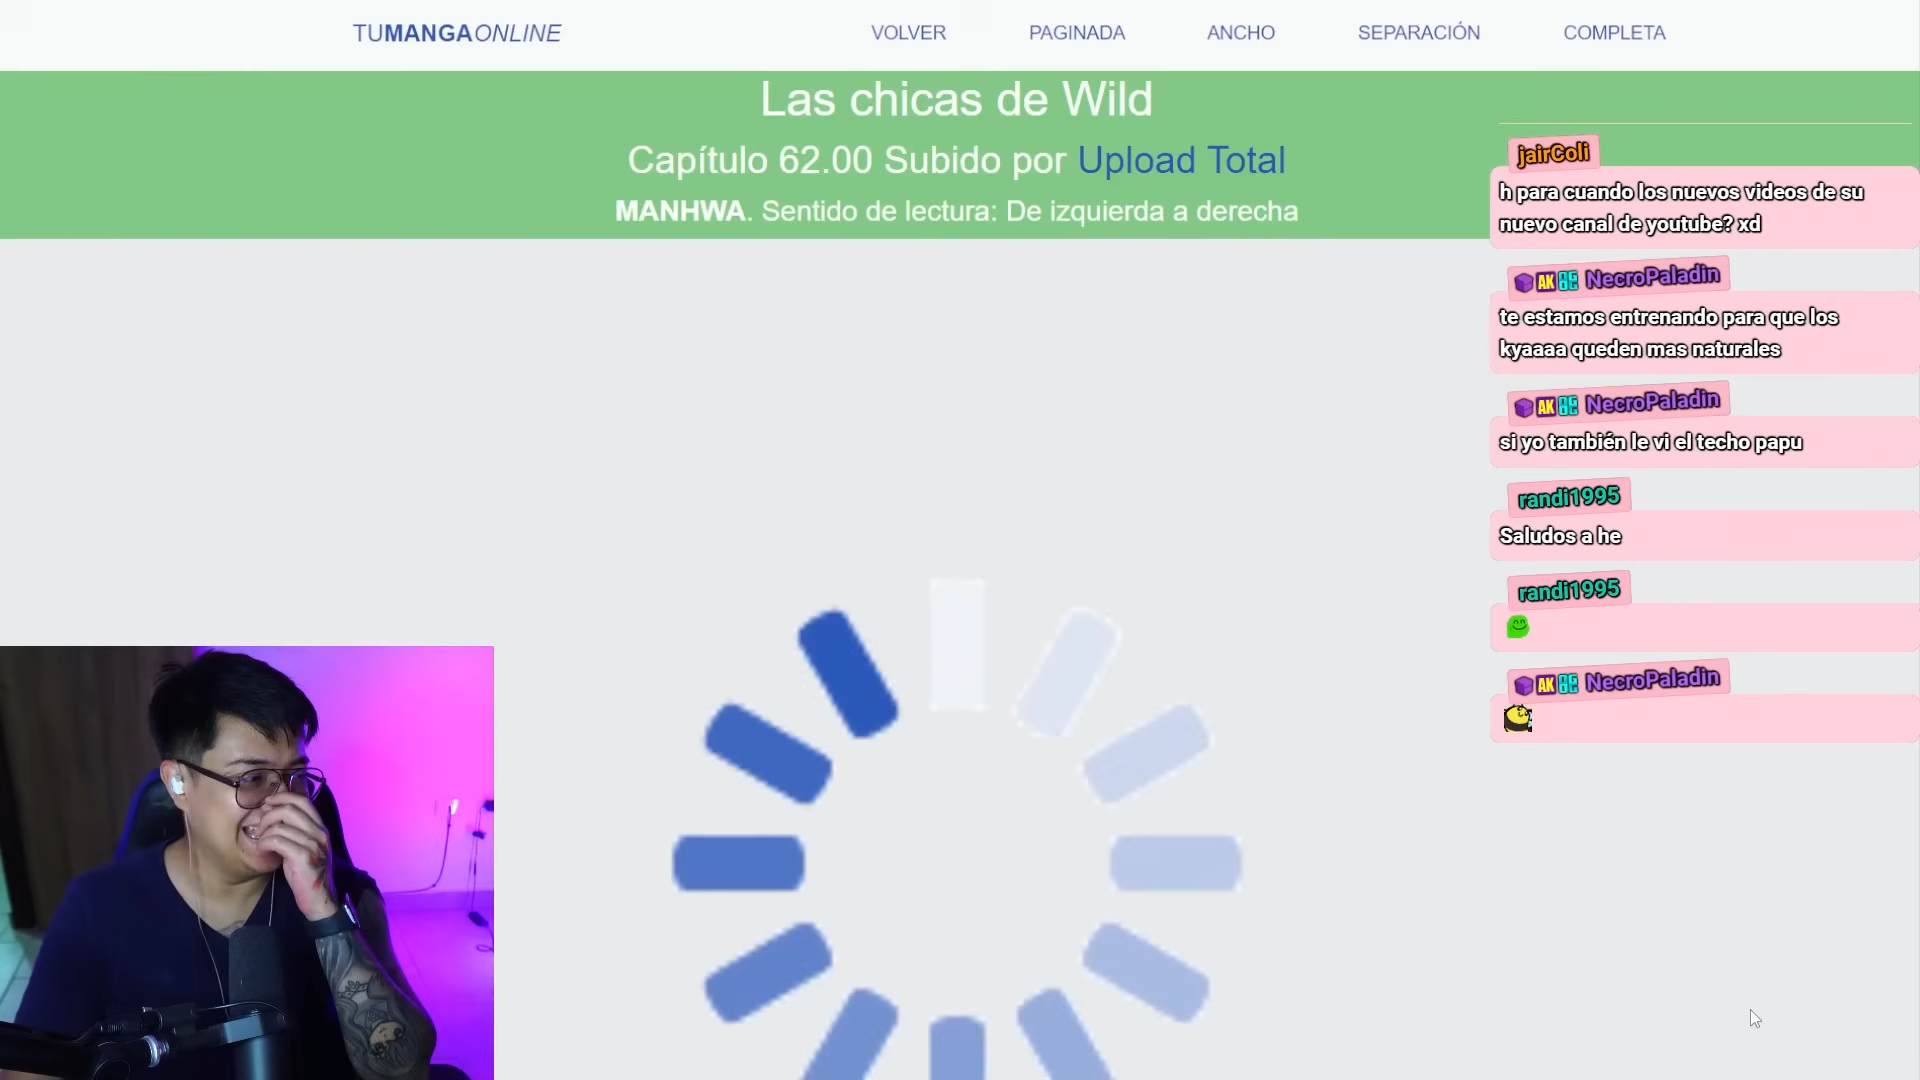 TUMANGAONLINE
VOLVER
PAGINADA
ANCHO
SEPARACIÓN
COMPLETA
Las chicas de Wild
Capítulo 62.00 Subido por Upload Total
MANHWA. Sentido de lectura: De izquierda a derecha
jairColi
h para cuando los nuevos videos de su
nuevo canal de youtube? xd
AK NecroPaladin
te estamos entrenando para que los
kyaaaa queden mas naturales
AK NecroPaladin
si yo también le vi el techo papu
randi1995
Saludos a he
randi1995
AK NecroPaladin